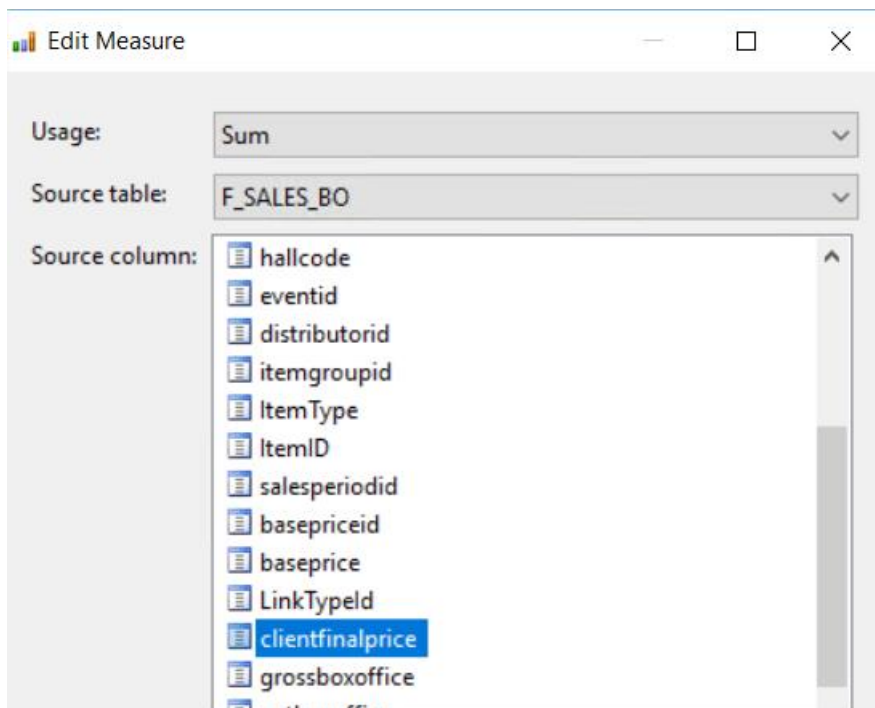 Edit Measure
Usage: Sum
Source table: F_SALES_BO
Source column: hallcode
eventid
distributorid
itemgroupid
ItemType
ItemID
salesperiodid
basepriceid
baseprice
LinkTypeId
clientfinalprice
grossboxoffice